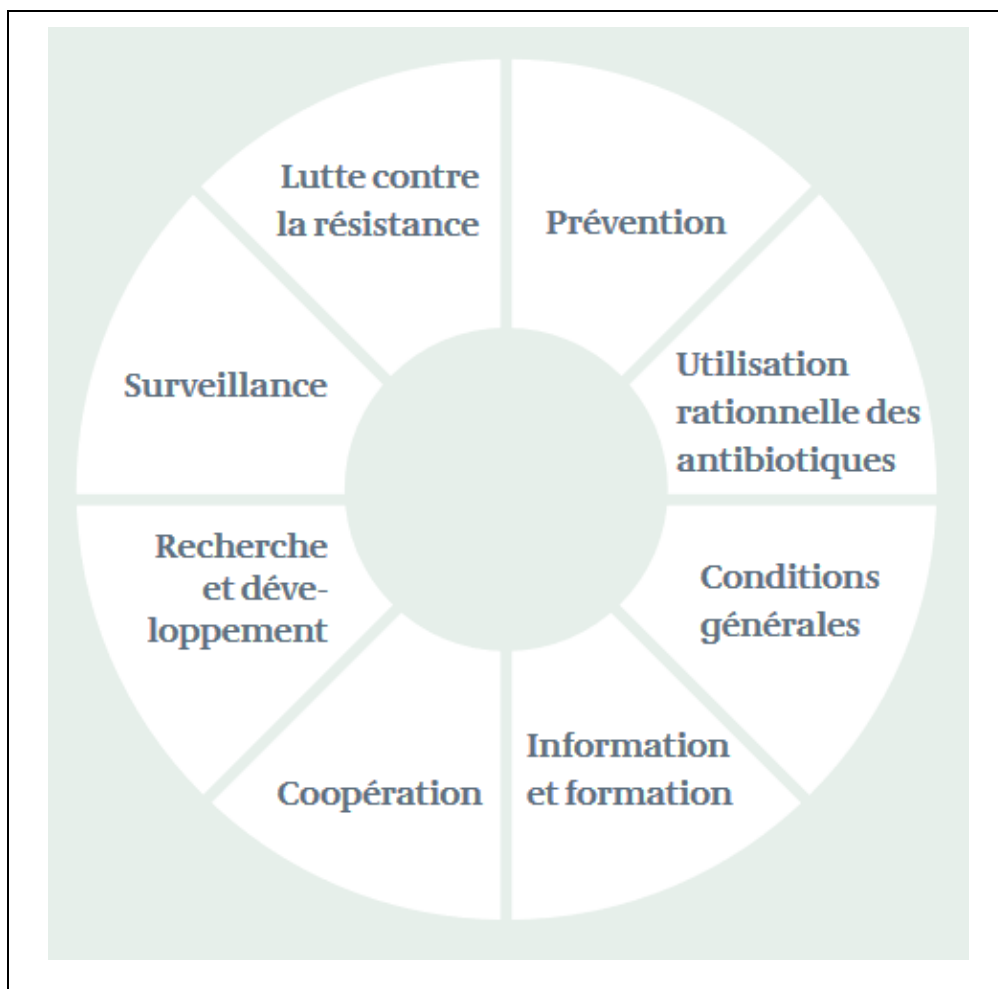 Lutte contre
la résistance
Prévention
Utilisation
rationnelle des
antibiotiques
Conditions
générales
Information
et formation
Coopération
Recherche
et déve-
loppement
Surveillance